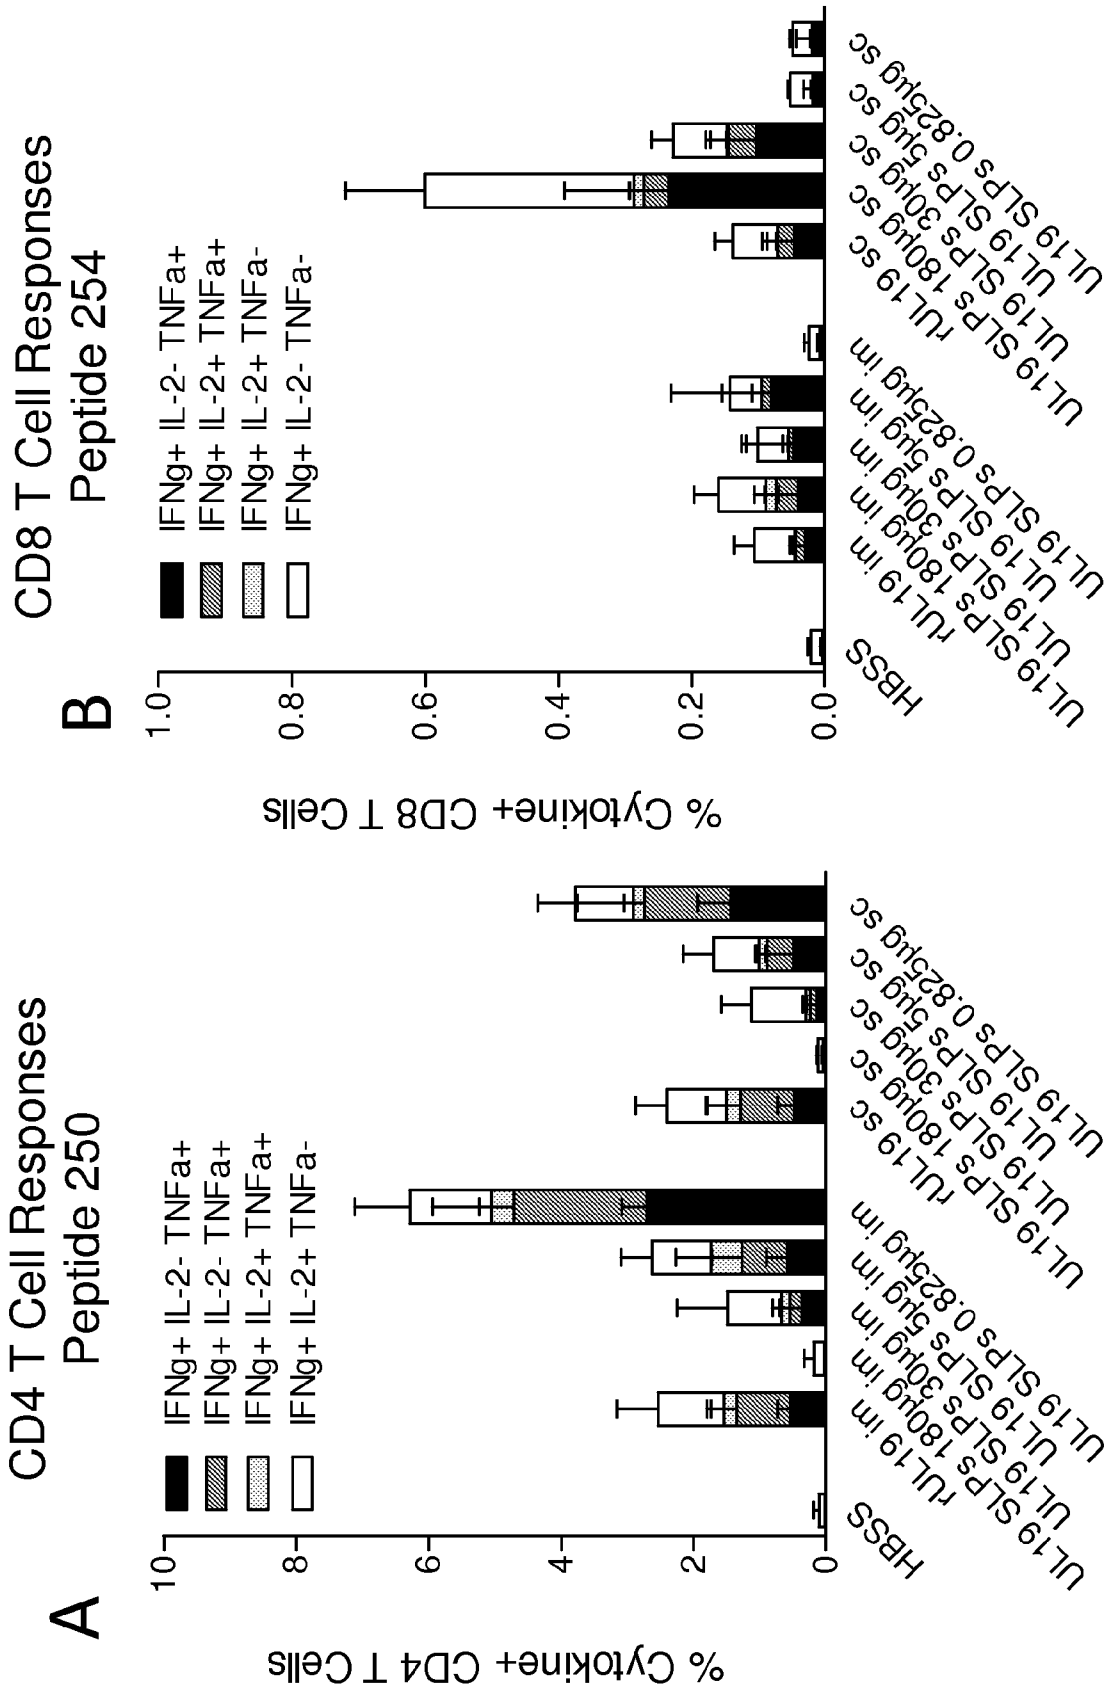 A
CD4 T Cell Responses
Peptide 250
IFNg+ IL-2- TNFa+
IFNg+ IL-2- TNFa+
IFNg+ IL-2+ TNFa+
IFNg+ IL-2+ TNFa-
% Cytokine+ CD4 T Cells
10
8
6
4
2
0
HBSS
rUL19 im
UL19 SLPs 180µg im
UL19 SLPs 30µg im
UL19 SLPs 5µg im
UL19 SLPs 0.825µg im
rUL19 sc
UL19 SLPs 180µg sc
UL19 SLPs 30µg sc
UL19 SLPs 5µg sc
UL19 SLPs 0.825µg sc
B
CD8 T Cell Responses
Peptide 254
IFNg+ IL-2- TNFa+
IFNg+ IL-2+ TNFa+
IFNg+ IL-2+ TNFa-
IFNg+ IL-2- TNFa-
% Cytokine+ CD8 T Cells
1.0
0.8
0.6
0.4
0.2
0.0
HBSS
rUL19 im
UL19 SLPs 180µg im
UL19 SLPs 30µg im
UL19 SLPs 5µg im
UL19 SLPs 0.825µg im
rUL19 sc
UL19 SLPs 180µg sc
UL19 SLPs 30µg sc
UL19 SLPs 5µg sc
UL19 SLPs 0.825µg sc